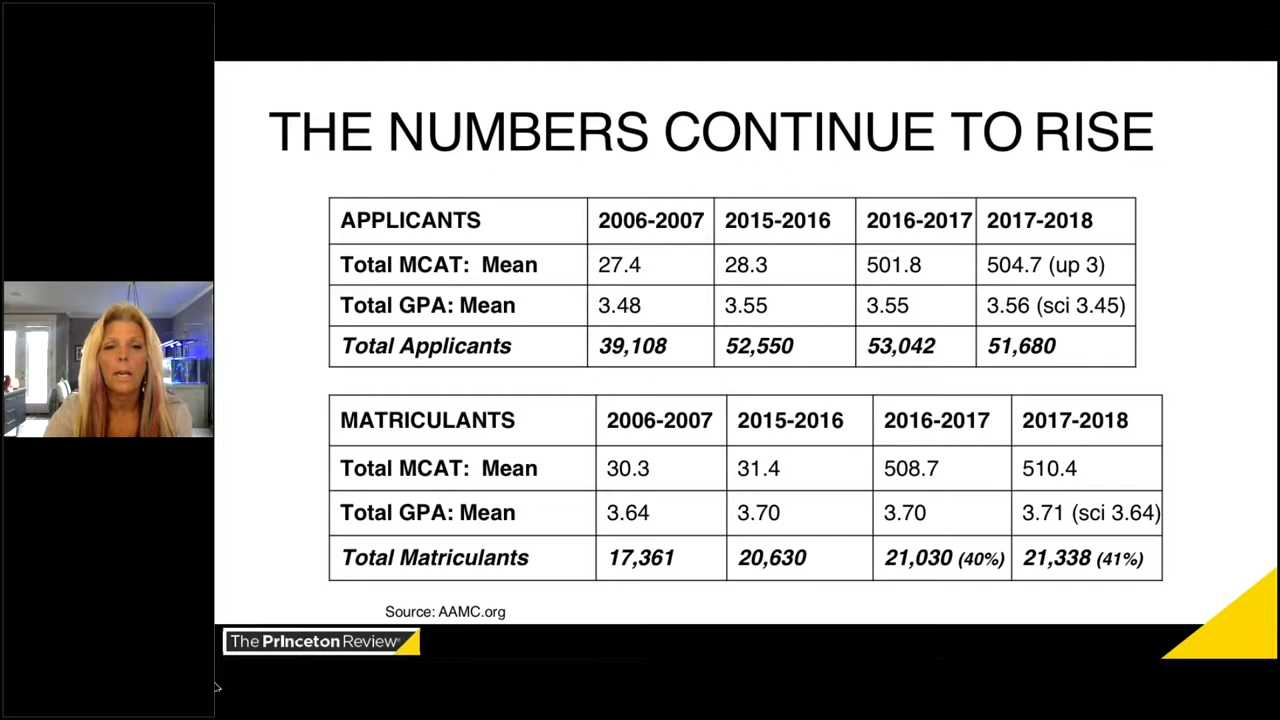 THE NUMBERS CONTINUE TO RISE
APPLICANTS 2006-2007 2015-2016 2016-2017 2017-2018
Total MCAT: Mean 27.4 28.3 501.8 504.7 (up 3)
Total GPA: Mean 3.48 3.55 3.55 3.56 (sci 3.45)
Total Applicants 39,108 52,550 53,042 51,680
MATRICULANTS 2006-2007 2015-2016 2016-2017 2017-2018
Total MCAT: Mean 30.3 31.4 508.7 510.4
Total GPA: Mean 3.64 3.70 3.70 3.71 (sci 3.64)
Total Matriculants 17,361 20,630 21,030 (40%) 21,338 (41%)
Source: AAMC.org
The Princeton Review®